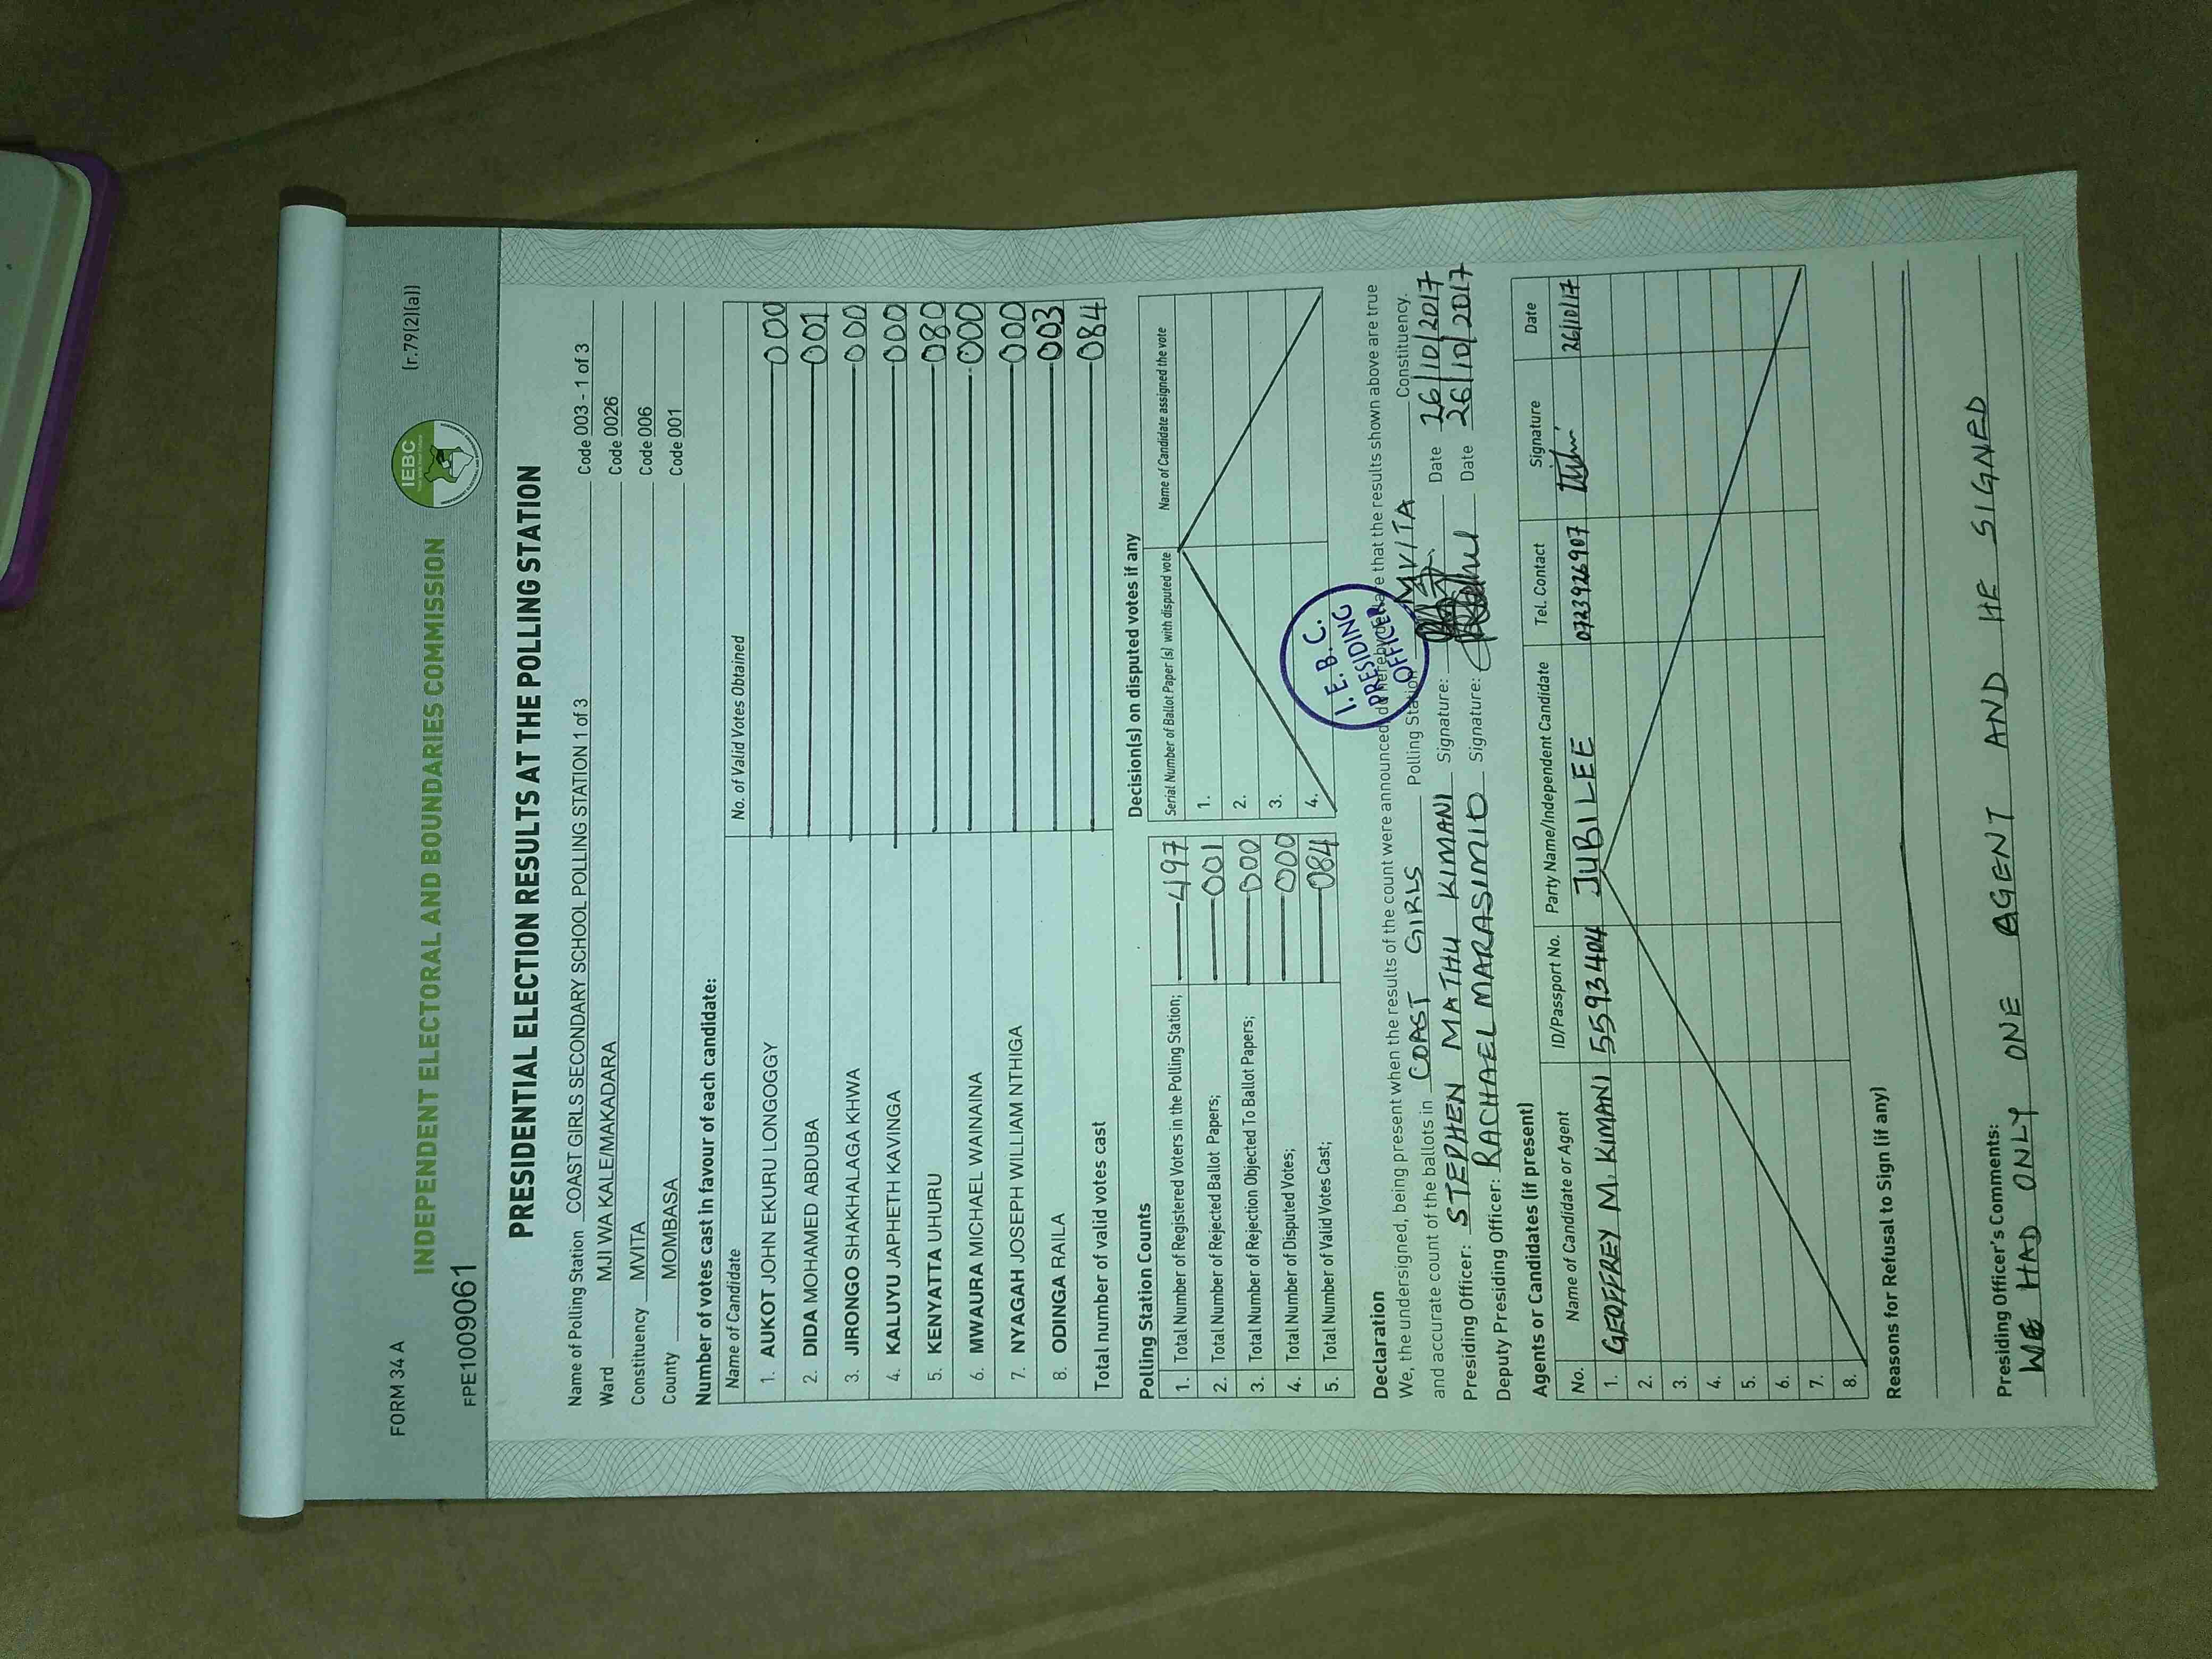 FORM 34 A
(r.79(2)(a))
INDEPENDENT ELECTORAL AND BOUNDARIES COMMISSION
IEBC
FPE1009061
PRESIDENTIAL ELECTION RESULTS AT THE POLLING STATION
Name of Polling Station COAST GIRLS SECONDARY SCHOOL POLLING STATION 1 of 3 Code 003 - 1 of 3
Ward MJI WA KALE/MAKADARA Code 0026
Constituency MVITA Code 006
County MOMBASA Code 001
Number of votes cast in favour of each candidate:
Name of Candidate No. of Valid Votes Obtained
1. AUKOT JOHN EKURU LONGOGGY 000
2. DIDA MOHAMED ABDUBA 001
3. JIRONGO SHAKHALAGA KHWA 000
4. KALUYU JAPHETH KAVINGA 000
5. KENYATTA UHURU 080
6. MWAURA MICHAEL WAINAINA 000
7. NYAGAH JOSEPH WILLIAM NTHIGA 000
8. ODINGA RAILA 003
Total number of valid votes cast 084
Polling Station Counts
1. Total Number of Registered Voters in the Polling Station; 497
2. Total Number of Rejected Ballot Papers; 001
3. Total Number of Rejection Objected To Ballot Papers; 000
4. Total Number of Disputed Votes; 000
5. Total Number of Valid Votes Cast; 084
Decision(s) on disputed votes if any
Serial Number of Ballot Paper (s) with disputed vote Name of Candidate assigned the vote
1.
2.
3.
4.
I. E. B. C.
PRESIDING
OFFICER
Declaration
We, the undersigned, being present when the results of the count were announced, do hereby declare that the results shown above are true
and accurate count of the ballots in COAST GIRLS Polling Station MVITA Constituency.
Presiding Officer: STEPHEN MATHU KIMANI Signature: Date 26/10/2017
Deputy Presiding Officer: RACHAEL MARASIMIO Signature: Date 26/10/2017
Agents or Candidates (if present)
No. Name of Candidate or Agent ID/Passport No. Party Name/Independent Candidate Tel. Contact Signature Date
1. GEOFFREY M. KIMANI 5593404 JUBILEE 0723926907 26/10/17
2.
3.
4.
5.
6.
7.
8.
Reasons for Refusal to Sign (if any)
Presiding Officer's Comments:
WE HAD ONLY ONE AGENT AND HE SIGNED